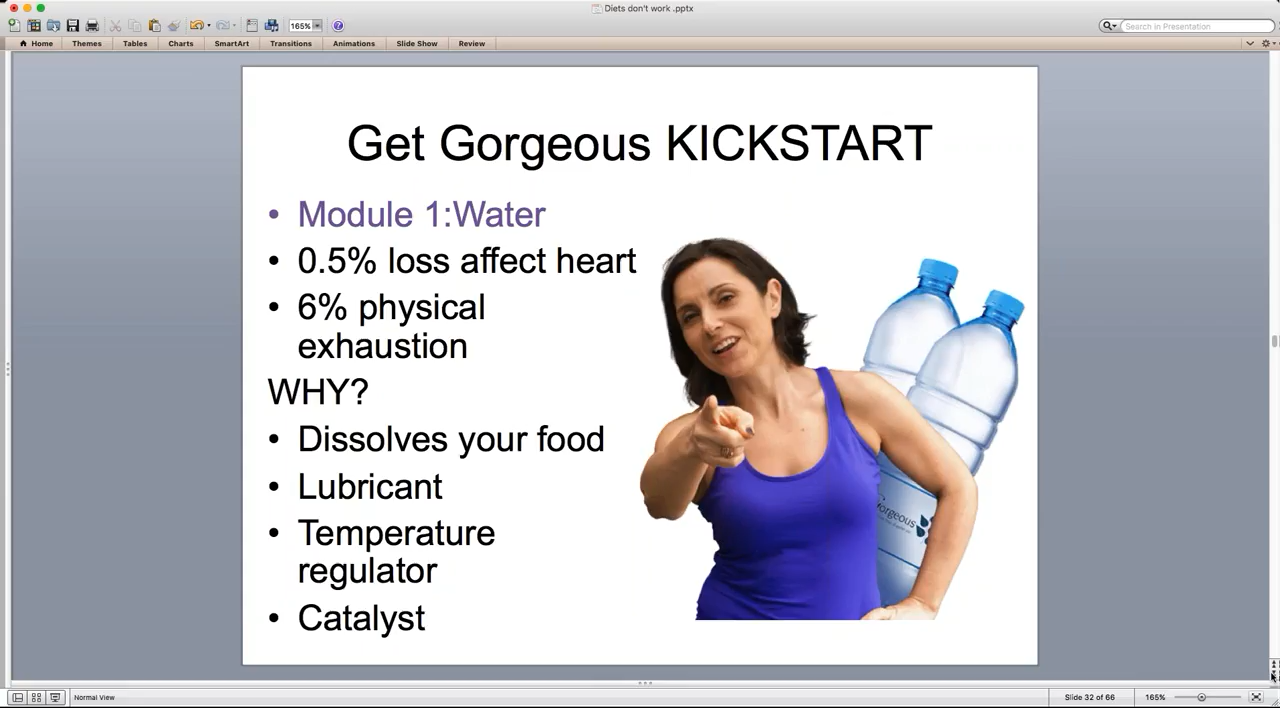 Diets don't work .pptx
165%
Search in Presentation
Home Themes Tables Charts SmartArt Transitions Animations Slide Show Review
Get Gorgeous KICKSTART
• Module 1:Water
• 0.5% loss affect heart
• 6% physical
exhaustion
WHY?
• Dissolves your food
• Lubricant
• Temperature
regulator
• Catalyst
Gorgeous
Normal View
Slide 32 of 66
165%